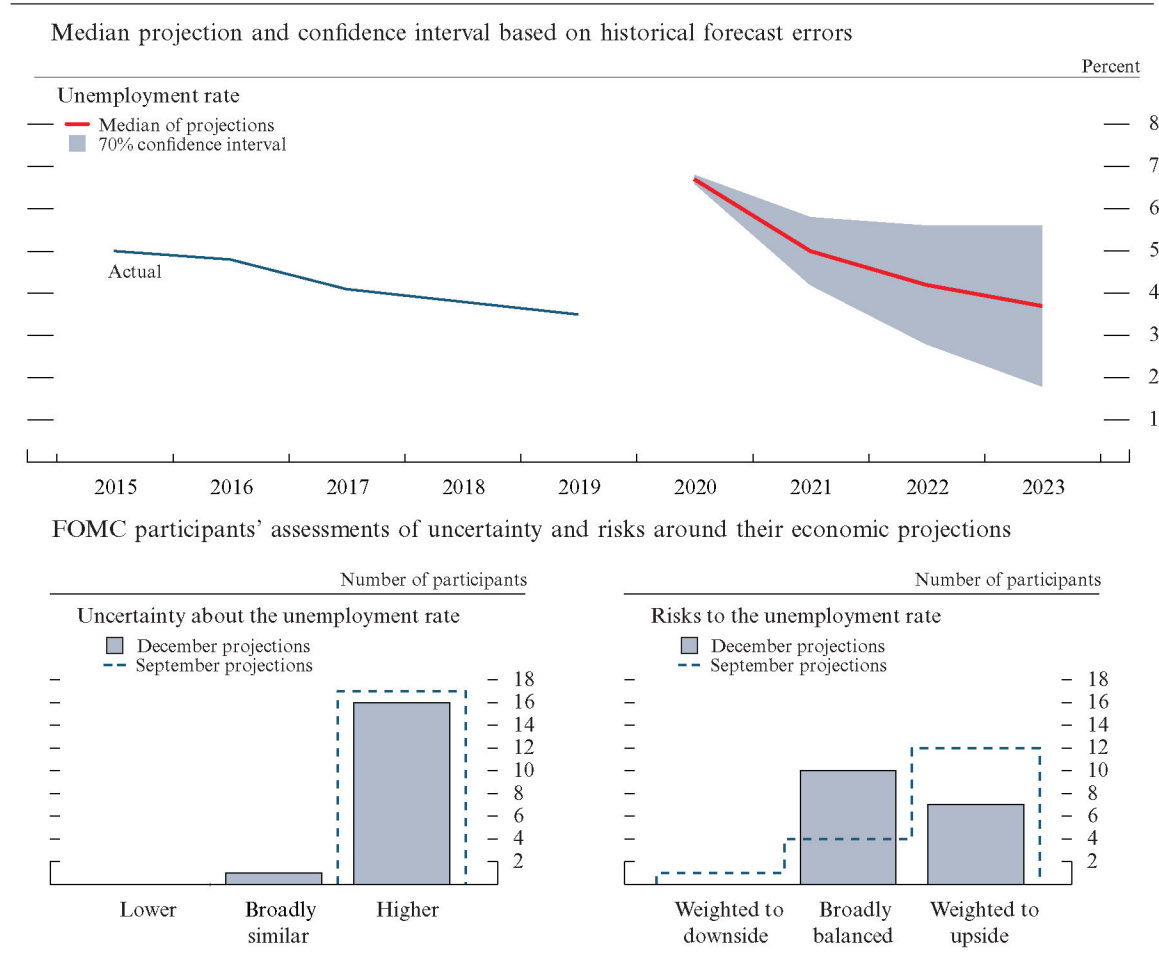 Median projection and confidence interval based on historical forecast errors
Percent
Unemployment rate
Median of projections
70% confidence interval
8
7
6
5
4
3
2
1
Actual
2015 2016 2017 2018 2019 2020 2021 2022 2023
FOMC participants’ assessments of uncertainty and risks around their economic projections
Number of participants
Uncertainty about the unemployment rate
December projections
September projections
18
16
14
12
10
8
6
4
2
Lower
Broadly
similar
Higher
Number of participants
Risks to the unemployment rate
December projections
September projections
18
16
14
12
10
8
6
4
2
Weighted to
downside
Broadly
balanced
Weighted to
upside